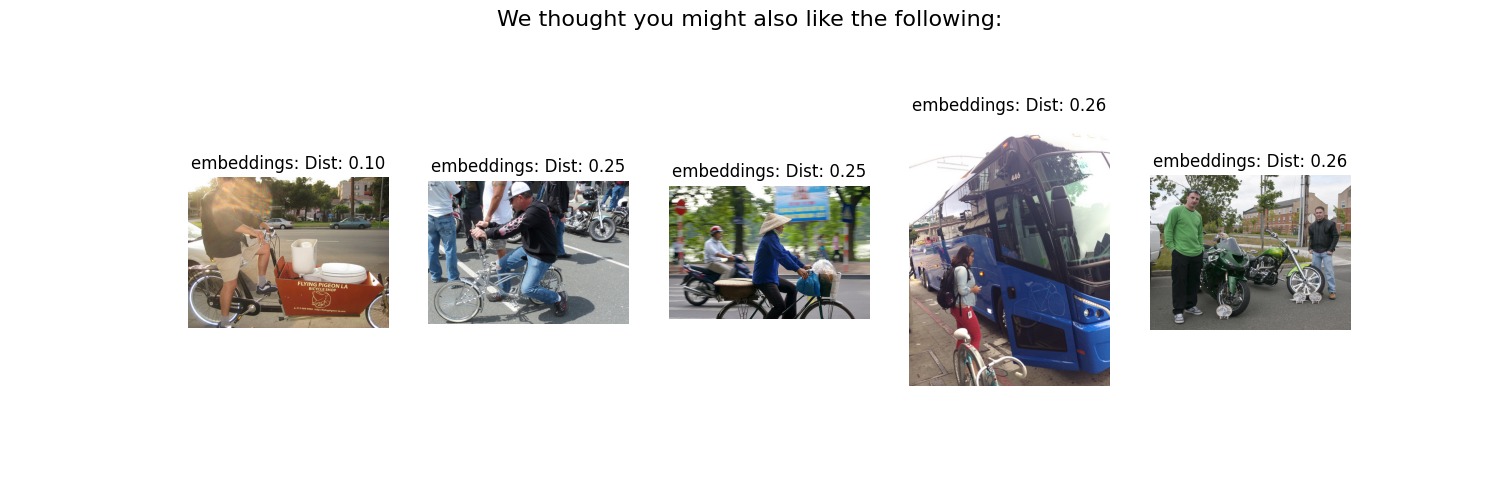 We thought you might also like the following:
embeddings: Dist: 0.10
embeddings: Dist: 0.25
embeddings: Dist: 0.25
embeddings: Dist: 0.26
embeddings: Dist: 0.26
FLYING PIGEON LA
BICYCLE SHOP
446